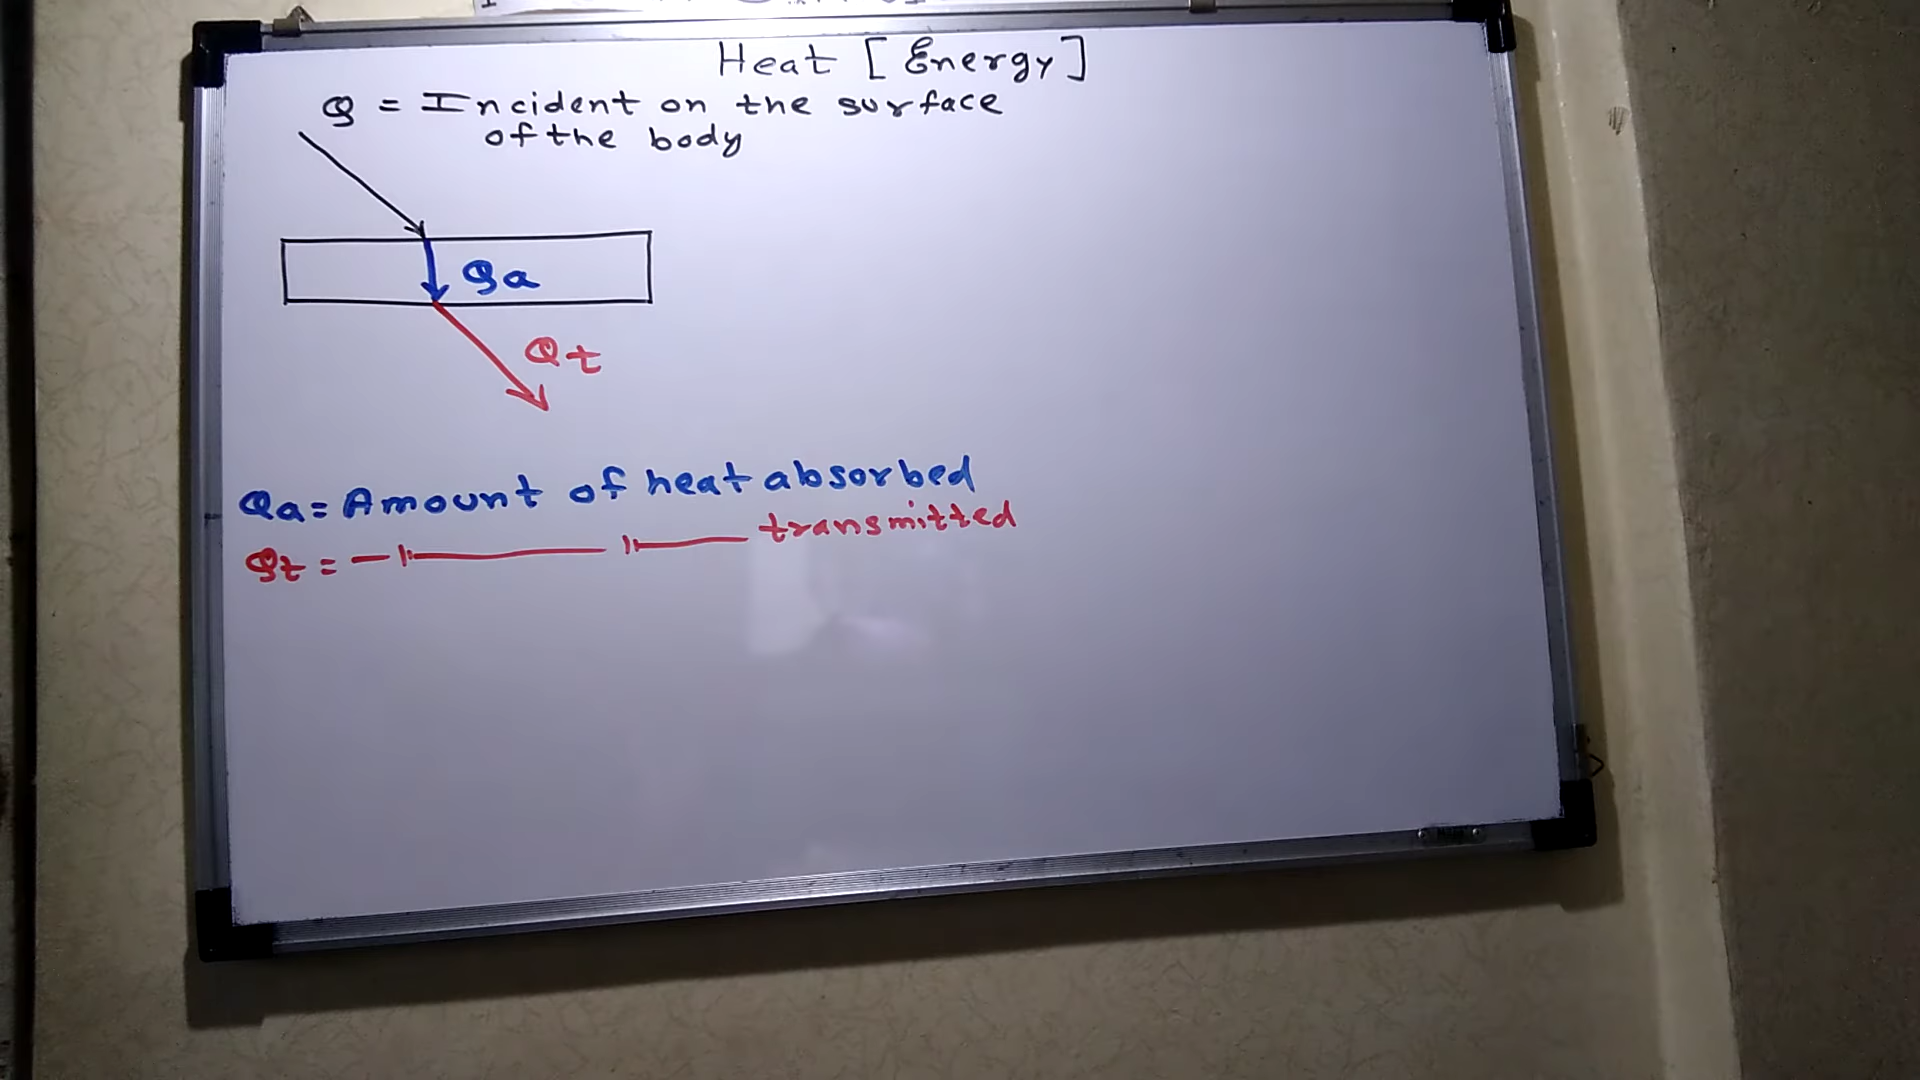 Heat [Energy]
Q = Incident on the surface
of the body
Qa
Qt
Qa = Amount of heat absorbed
Qt = —〃— —〃— transmitted